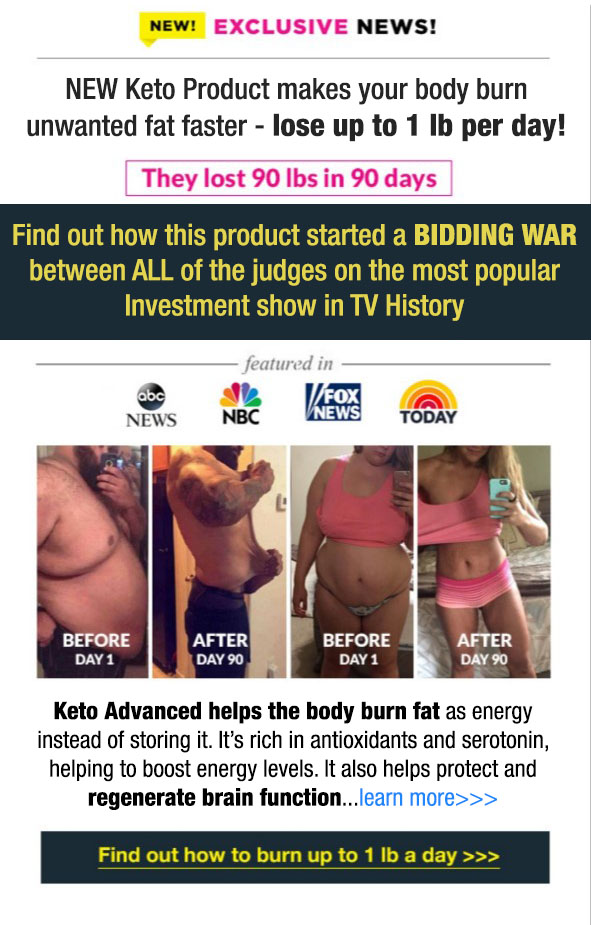 NEW! EXCLUSIVE NEWS!
NEW Keto Product makes your body burn
unwanted fat faster - lose up to 1 lb per day!
They lost 90 lbs in 90 days
Find out how this product started a BIDDING WAR
between ALL of the judges on the most popular
Investment show in TV History
featured in
abc NEWS
NBC
FOX NEWS
TODAY
BEFORE
DAY 1
AFTER
DAY 90
BEFORE
DAY 1
AFTER
DAY 90
Keto Advanced helps the body burn fat as energy
instead of storing it. It's rich in antioxidants and serotonin,
helping to boost energy levels. It also helps protect and
regenerate brain function...learn more>>>
Find out how to burn up to 1 lb a day >>>